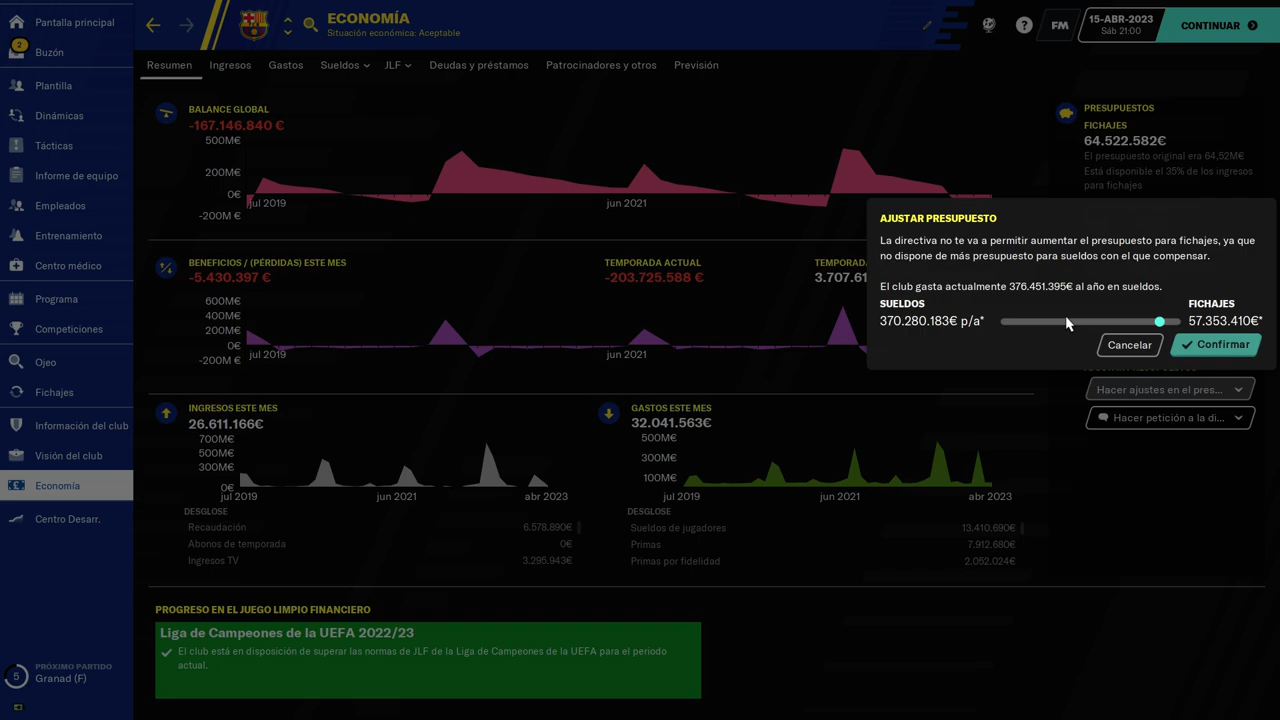 Pantalla principal
2
Buzón
Plantilla
Dinámicas
Tácticas
Informe de equipo
Empleados
Entrenamiento
Centro médico
Programa
Competiciones
Ojeo
Fichajes
Información del club
Visión del club
Economía
Centro Desarr.
5
PRÓXIMO PARTIDO
Granad (F)
ECONOMÍA
Situación económica: Aceptable
?
FM
15-ABR-2023
Sáb 21:00
CONTINUAR
Resumen
Ingresos
Gastos
Sueldos
JLF
Deudas y préstamos
Patrocinadores y otros
Previsión
BALANCE GLOBAL
-167.146.840 €
500M€
200M€
0€
-200M €
jul 2019
jun 2021
BENEFICIOS / (PÉRDIDAS) ESTE MES
-5.430.397 €
TEMPORADA ACTUAL
-203.725.588 €
TEMPORADA
3.707.61
600M€
400M€
200M€
0€
-200M €
jul 2019
jun 2021
INGRESOS ESTE MES
26.611.166€
700M€
500M€
300M€
0€
jul 2019
jun 2021
abr 2023
DESGLOSE
Recaudación 6.578.890€
Abonos de temporada 0€
Ingresos TV 3.295.943€
GASTOS ESTE MES
32.041.563€
500M€
300M€
100M€
jul 2019
jun 2021
abr 2023
DESGLOSE
Sueldos de jugadores 13.410.690€
Primas 7.912.680€
Primas por fidelidad 2.052.024€
PRESUPUESTOS
FICHAJES
64.522.582€
El presupuesto original era 64,52M€
Está disponible el 35% de los ingresos
para fichajes
AJUSTAR PRESUPUESTO
La directiva no te va a permitir aumentar el presupuesto para fichajes, ya que
no dispone de más presupuesto para sueldos con el que compensar.
El club gasta actualmente 376.451.395€ al año en sueldos.
SUELDOS
370.280.183€ p/a*
FICHAJES
57.353.410€*
Cancelar
Confirmar
Hacer ajustes en el pres...
Hacer petición a la di...
PROGRESO EN EL JUEGO LIMPIO FINANCIERO
Liga de Campeones de la UEFA 2022/23
El club está en disposición de superar las normas de JLF de la Liga de Campeones de la UEFA para el periodo
actual.